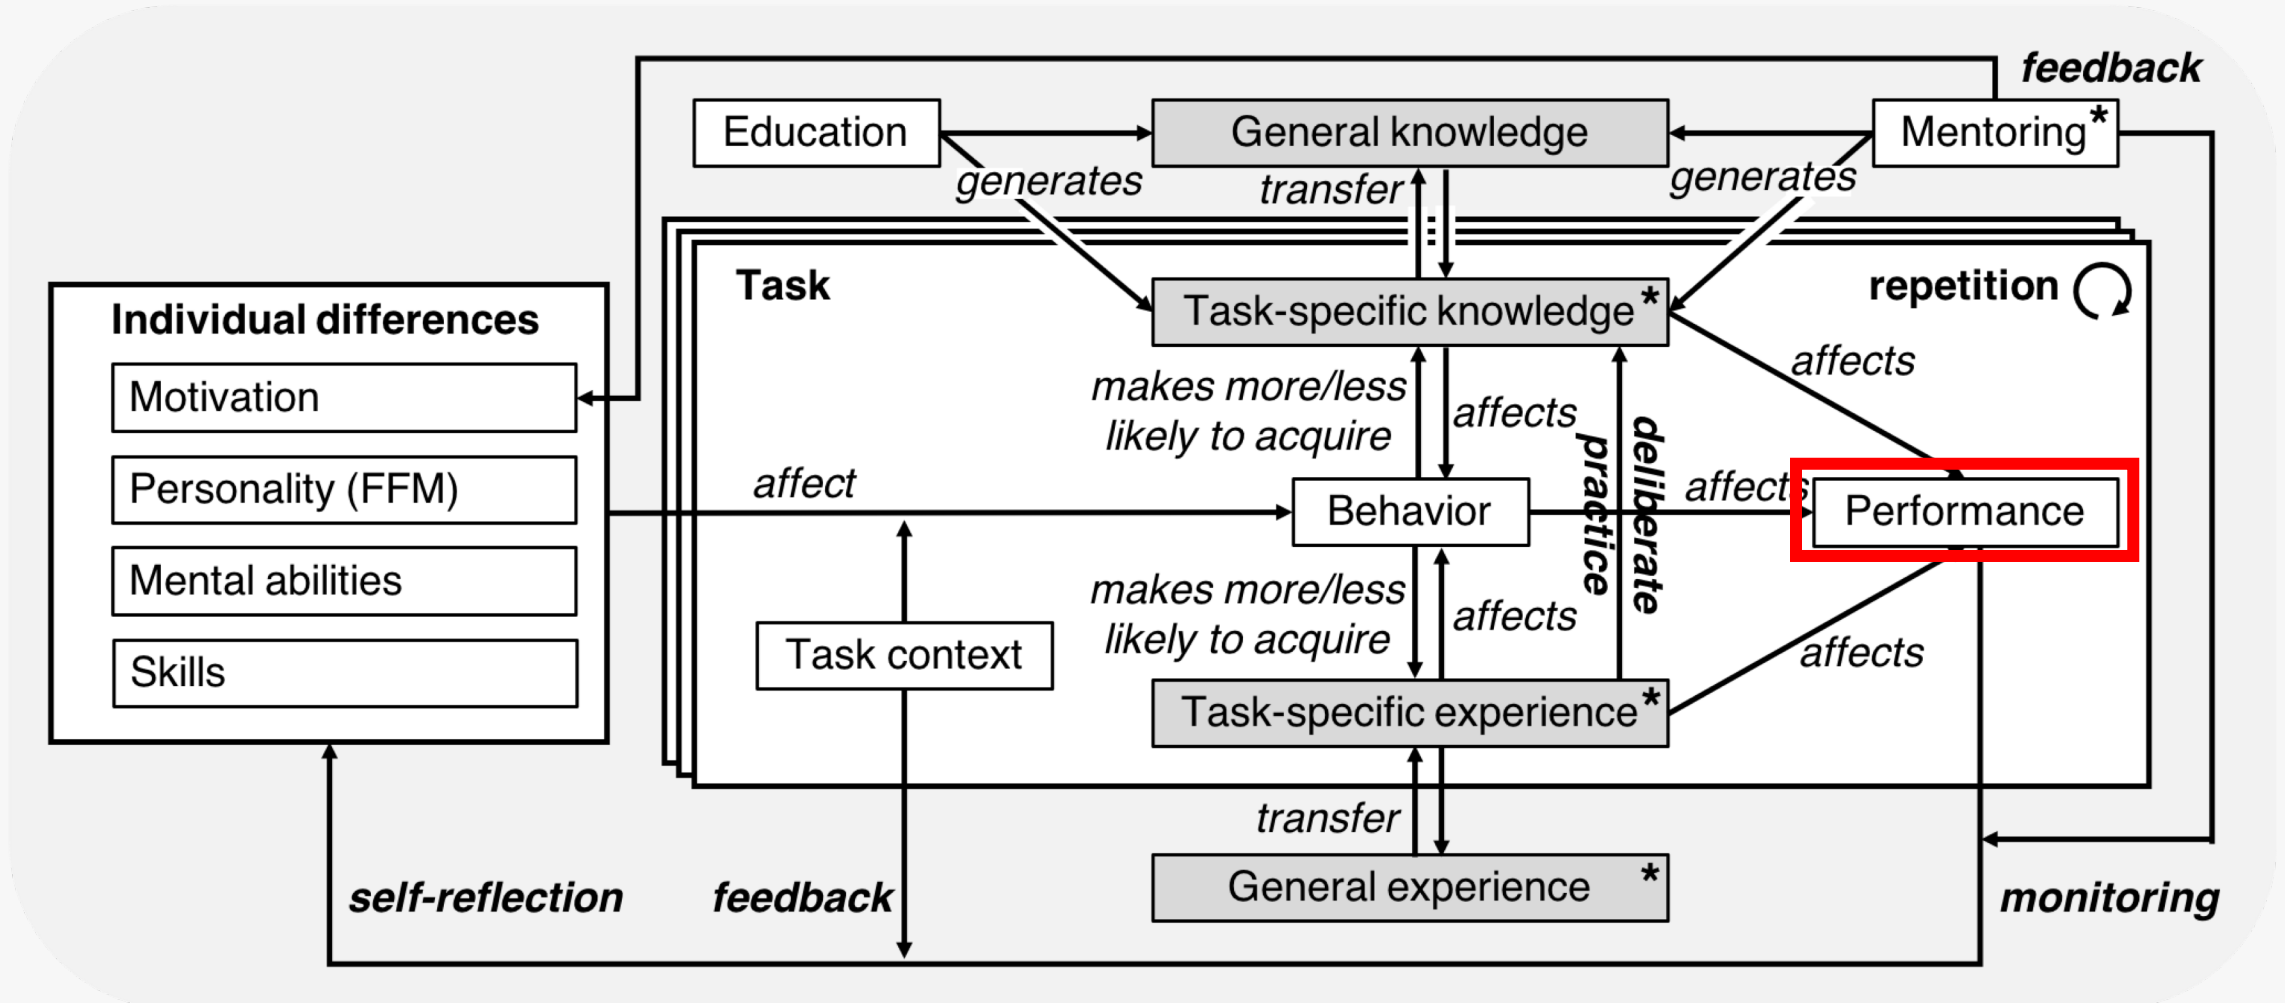 feedback
Education
General knowledge
Mentoring*
generates
transfer
generates
Task
repetition
Individual differences
Task-specific knowledge*
Motivation
makes more/less
likely to acquire
affects
affects
deliberate
practice
Personality (FFM)
affect
Behavior
affects
Performance
Mental abilities
makes more/less
likely to acquire
affects
Task context
affects
Skills
Task-specific experience*
transfer
General experience *
self-reflection
feedback
monitoring